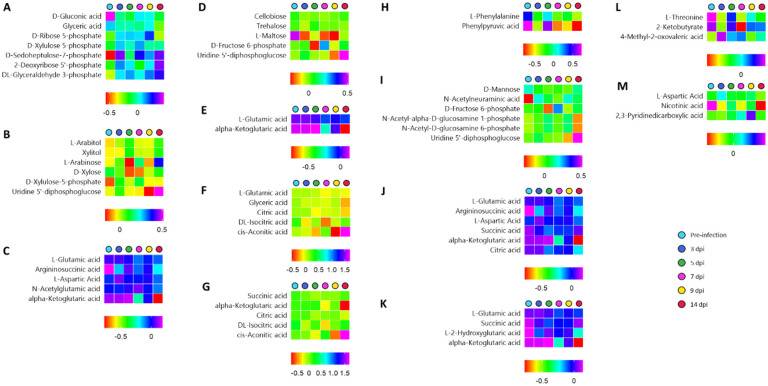 A
D-Gluconic acid
Glyceric acid
D-Ribose 5-phosphate
D-Xylulose 5-phosphate
D-Sedoheptulose-7-phosphate
2-Deoxyribose 5'-phosphate
DL-Glyceraldehyde 3-phosphate
-0.5 0
B
L-Arabitol
Xylitol
L-Arabinose
D-Xylose
D-Xylulose-5-phosphate
Uridine 5'-diphosphoglucose
0 0.5
C
L-Glutamic acid
Argininosuccinic acid
L-Aspartic Acid
N-Acetylglutamic acid
alpha-Ketoglutaric acid
-0.5 0
D
Cellobiose
Trehalose
L-Maltose
D-Fructose 6-phosphate
Uridine 5'-diphosphoglucose
0 0.5
E
L-Glutamic acid
alpha-Ketoglutaric acid
-0.5 0
F
L-Glutamic acid
Glyceric acid
Citric acid
DL-Isocitric acid
cis-Aconitic acid
-0.5 0 0.5 1.0 1.5
G
Succinic acid
alpha-Ketoglutaric acid
Citric acid
DL-Isocitric acid
cis-Aconitic acid
-0.5 0 0.5 1.0 1.5
H
L-Phenylalanine
Phenylpyruvic acid
-0.5 0 0.5
I
D-Mannose
N-Acetylneuraminic acid
D-Fructose 6-phosphate
N-Acetyl-alpha-D-glucosamine 1-phosphate
N-Acetyl-D-glucosamine 6-phosphate
Uridine 5'-diphosphoglucose
0 0.5
J
L-Glutamic acid
Argininosuccinic acid
L-Aspartic Acid
Succinic acid
alpha-Ketoglutaric acid
Citric acid
-0.5 0
K
L-Glutamic acid
Succinic acid
L-2-Hydroxyglutaric acid
alpha-Ketoglutaric acid
-0.5 0
L
L-Threonine
2-Ketobutyrate
4-Methyl-2-oxovaleric acid
0
M
L-Aspartic Acid
Nicotinic acid
2,3-Pyridinedicarboxylic acid
0
Pre-infection
3 dpi
5 dpi
7 dpi
9 dpi
14 dpi